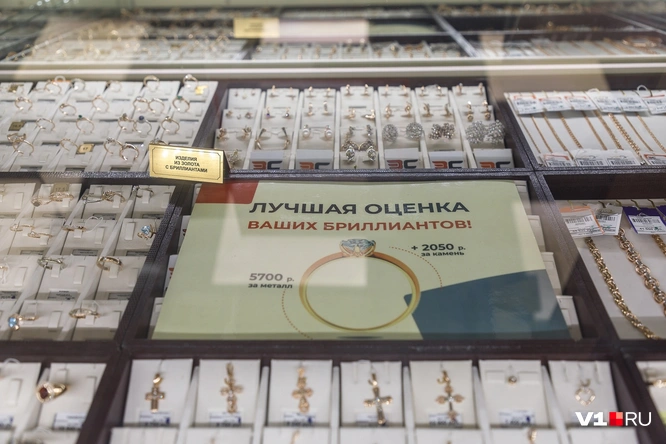 ИЗДЕЛИЯ
ИЗ ЗОЛОТА
С БРИЛЛИАНТАМИ
ЛУЧШАЯ ОЦЕНКА
ВАШИХ БРИЛЛИАНТОВ!
+ 2050 р.
за камень
5700 р.
за металл
V1.RU